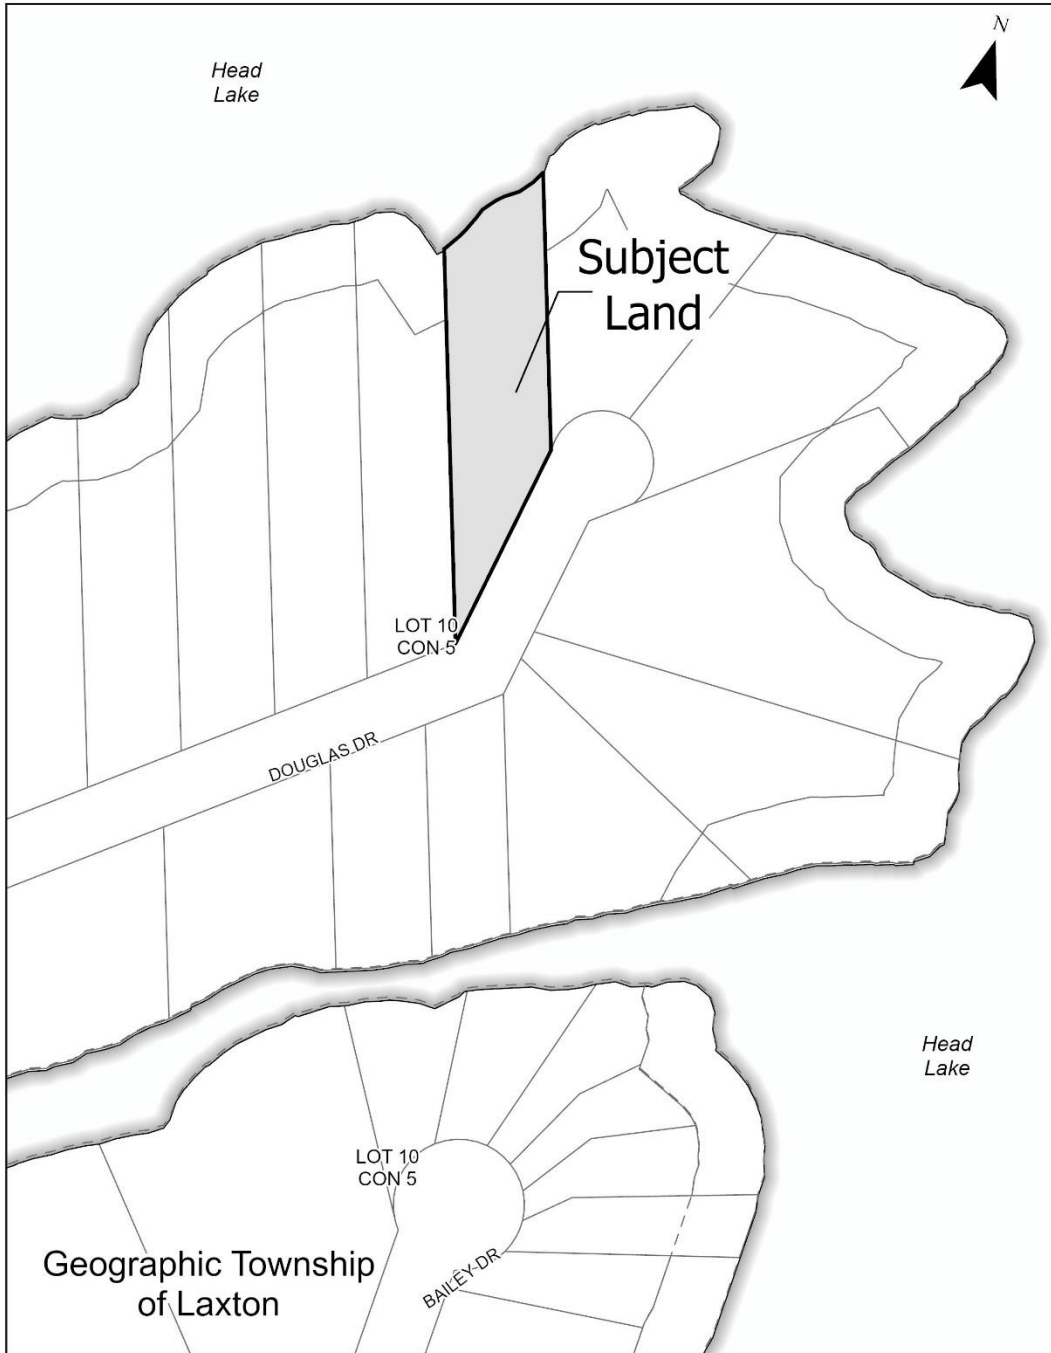 N
Head
Lake
Subject
Land
LOT 10
CON 5
DOUGLAS DR
Head
Lake
LOT 10
CON 5
Geographic Township
of Laxton
BAILEY DR